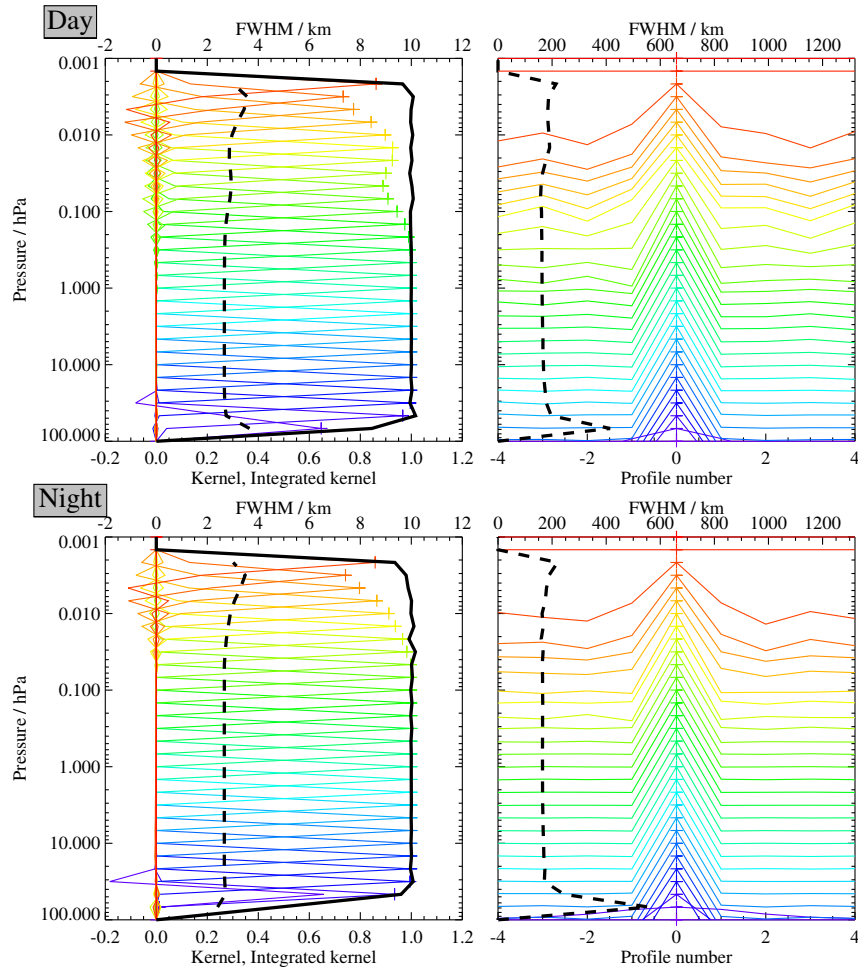 Day
FWHM / km
FWHM / km
-2 0 2 4 6 8 10 12
0 200 400 600 800 1000 1200
0.001
0.010
0.100
1.000
10.000
100.000
Pressure / hPa
-0.2 0.0 0.2 0.4 0.6 0.8 1.0 1.2
-4 -2 0 2 4
Kernel, Integrated kernel
Profile number
Night
FWHM / km
FWHM / km
-2 0 2 4 6 8 10 12
0 200 400 600 800 1000 1200
0.001
0.010
0.100
1.000
10.000
100.000
Pressure / hPa
-0.2 0.0 0.2 0.4 0.6 0.8 1.0 1.2
-4 -2 0 2 4
Kernel, Integrated kernel
Profile number